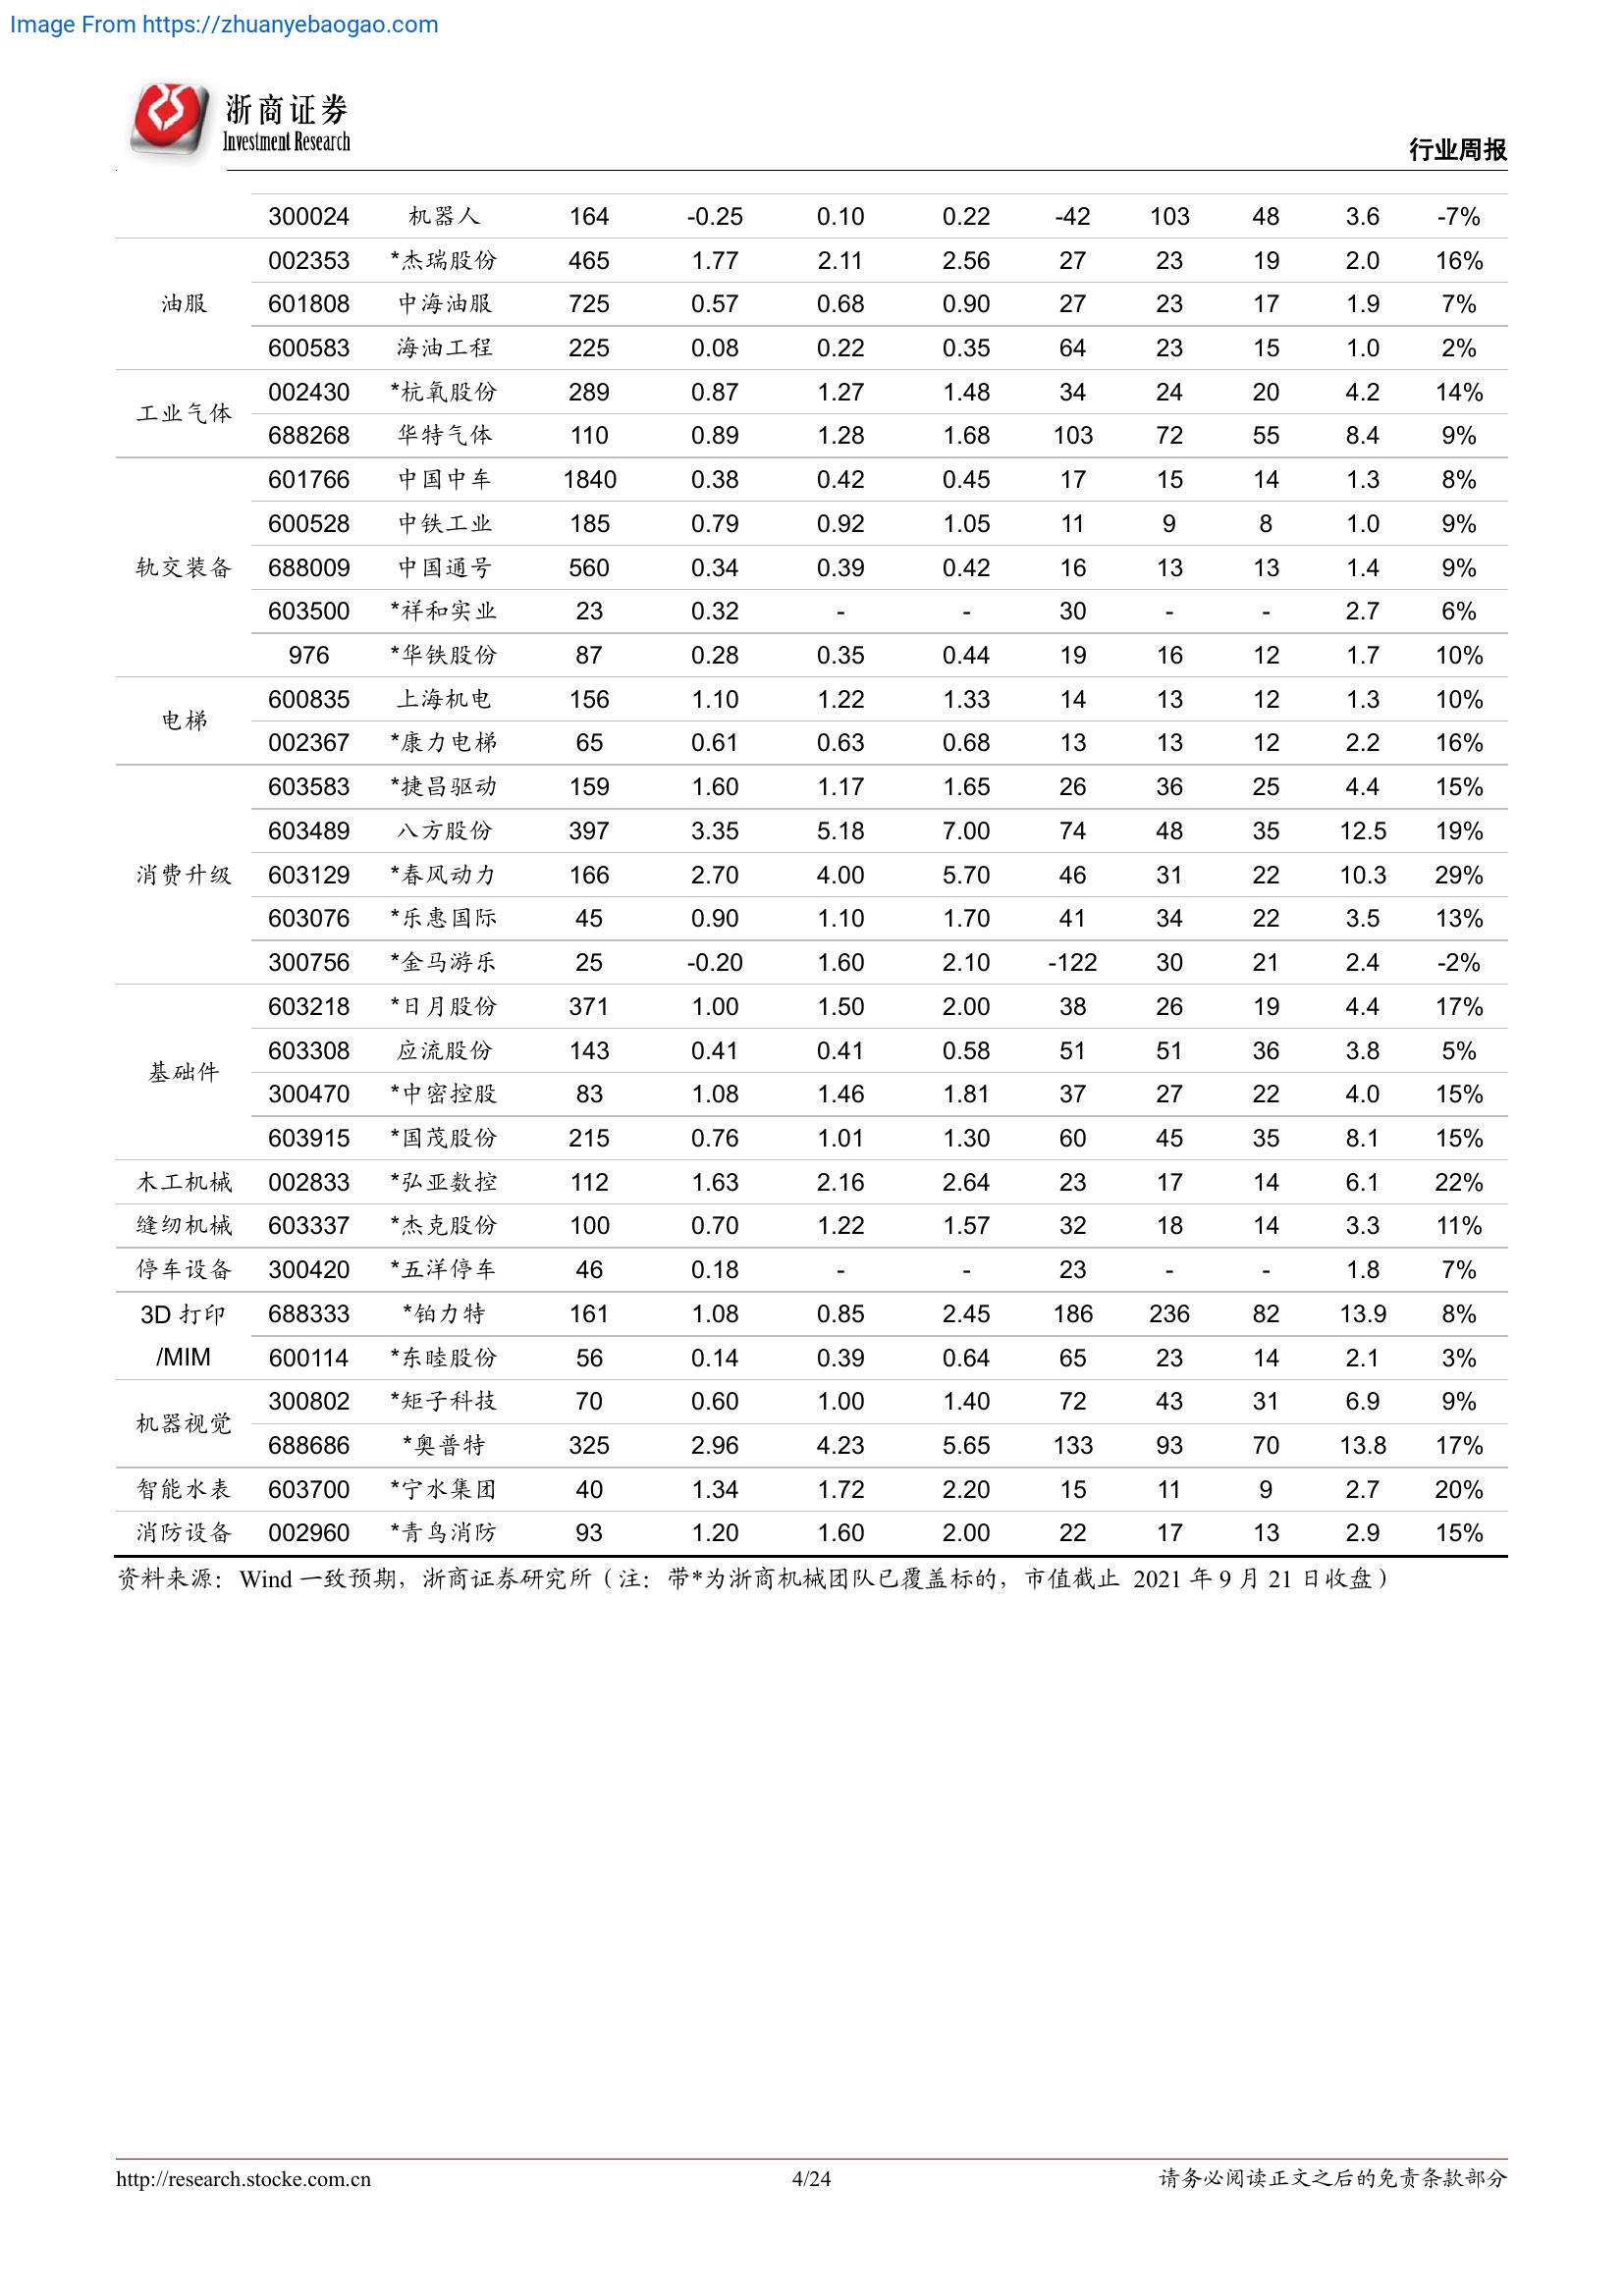 Image From https://zhuanyebaogao.com
浙商证券
Investment Research
行业周报
300024 机器人 164 -0.25 0.10 0.22 -42 103 48 3.6 -7%
油服
002353 *杰瑞股份 465 1.77 2.11 2.56 27 23 19 2.0 16%
601808 中海油服 725 0.57 0.68 0.90 27 23 17 1.9 7%
600583 海油工程 225 0.08 0.22 0.35 64 23 15 1.0 2%
工业气体
002430 *杭氧股份 289 0.87 1.27 1.48 34 24 20 4.2 14%
688268 华特气体 110 0.89 1.28 1.68 103 72 55 8.4 9%
轨交装备
601766 中国中车 1840 0.38 0.42 0.45 17 15 14 1.3 8%
600528 中铁工业 185 0.79 0.92 1.05 11 9 8 1.0 9%
688009 中国通号 560 0.34 0.39 0.42 16 13 13 1.4 9%
603500 *祥和实业 23 0.32 - - 30 - - 2.7 6%
976 *华铁股份 87 0.28 0.35 0.44 19 16 12 1.7 10%
电梯
600835 上海机电 156 1.10 1.22 1.33 14 13 12 1.3 10%
002367 *康力电梯 65 0.61 0.63 0.68 13 13 12 2.2 16%
消费升级
603583 *捷昌驱动 159 1.60 1.17 1.65 26 36 25 4.4 15%
603489 八方股份 397 3.35 5.18 7.00 74 48 35 12.5 19%
603129 *春风动力 166 2.70 4.00 5.70 46 31 22 10.3 29%
603076 *乐惠国际 45 0.90 1.10 1.70 41 34 22 3.5 13%
300756 *金马游乐 25 -0.20 1.60 2.10 -122 30 21 2.4 -2%
基础件
603218 *日月股份 371 1.00 1.50 2.00 38 26 19 4.4 17%
603308 应流股份 143 0.41 0.41 0.58 51 51 36 3.8 5%
300470 *中密控股 83 1.08 1.46 1.81 37 27 22 4.0 15%
603915 *国茂股份 215 0.76 1.01 1.30 60 45 35 8.1 15%
木工机械 002833 *弘亚数控 112 1.63 2.16 2.64 23 17 14 6.1 22%
缝纫机械 603337 *杰克股份 100 0.70 1.22 1.57 32 18 14 3.3 11%
停车设备 300420 *五洋停车 46 0.18 - - 23 - - 1.8 7%
3D 打印 688333 *铂力特 161 1.08 0.85 2.45 186 236 82 13.9 8%
/MIM 600114 *东睦股份 56 0.14 0.39 0.64 65 23 14 2.1 3%
机器视觉
300802 *矩子科技 70 0.60 1.00 1.40 72 43 31 6.9 9%
688686 *奥普特 325 2.96 4.23 5.65 133 93 70 13.8 17%
智能水表 603700 *宁水集团 40 1.34 1.72 2.20 15 11 9 2.7 20%
消防设备 002960 *青鸟消防 93 1.20 1.60 2.00 22 17 13 2.9 15%
资料来源：Wind 一致预期，浙商证券研究所（注：带*为浙商机械团队已覆盖标的，市值截止 2021 年 9 月 21 日收盘）
http://research.stocke.com.cn 4/24 请务必阅读正文之后的免责条款部分